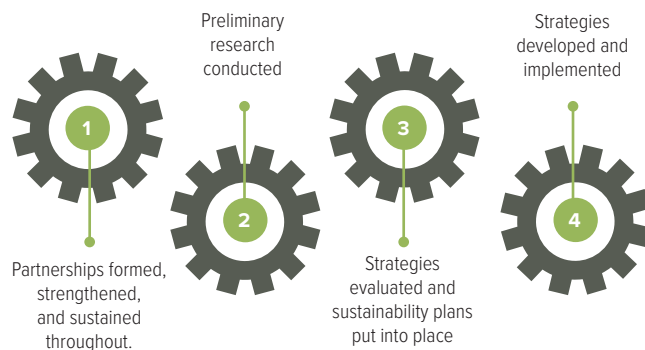 1
Partnerships formed,
strengthened,
and sustained
throughout.
Preliminary
research
conducted
2
3
Strategies
evaluated and
sustainability plans
put into place
Strategies
developed and
implemented
4